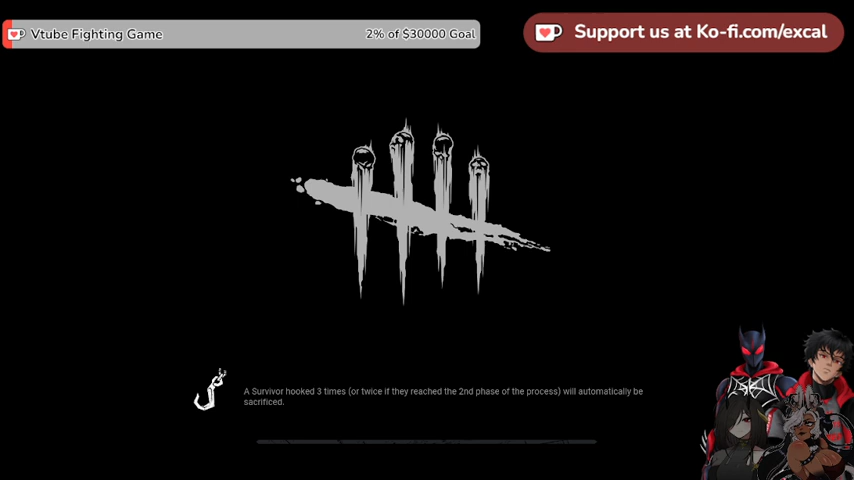 Vtube Fighting Game
2% of $30000 Goal
Support us at Ko-fi.com/excal
A Survivor hooked 3 times (or twice if they reached the 2nd phase of the process) will automatically be
sacrificed.